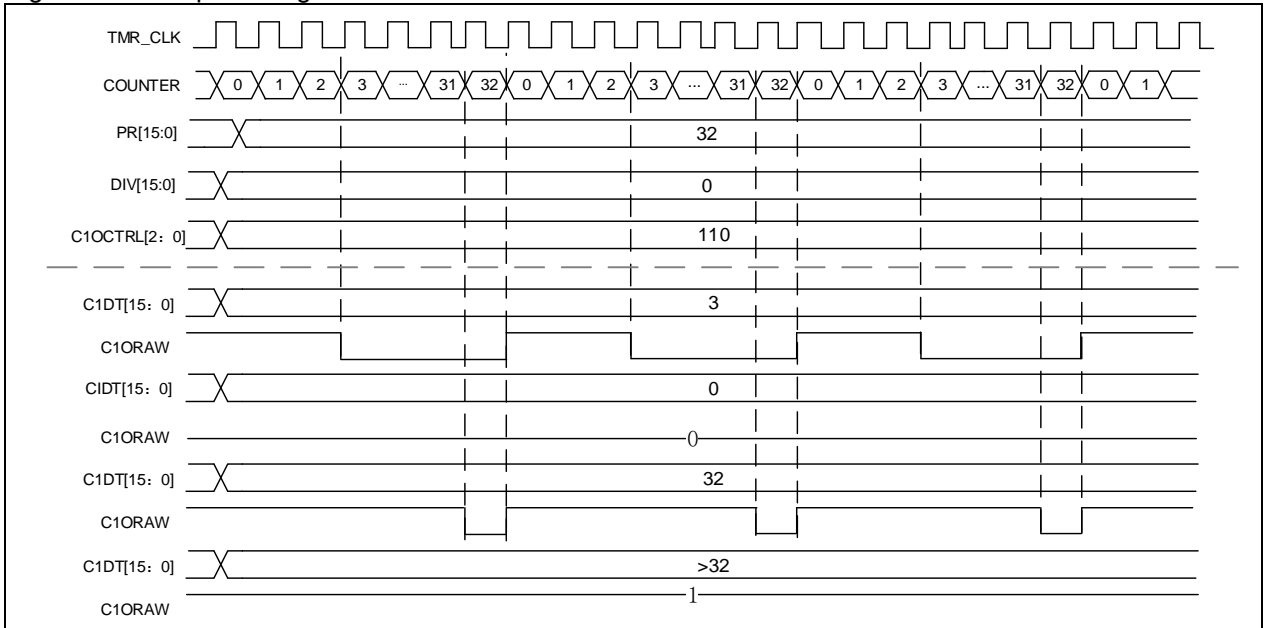 TMR_CLK
COUNTER 0 1 2 3 ... 31 32 0 1 2 3 ... 31 32 0 1 2 3 ... 31 32 0 1
PR[15:0] 32
DIV[15:0] 0
C1OCTRL[2：0] 110
C1DT[15：0] 3
C1ORAW
CIDT[15：0] 0
C1ORAW 0
C1DT[15：0] 32
C1ORAW
C1DT[15：0] >32
C1ORAW 1